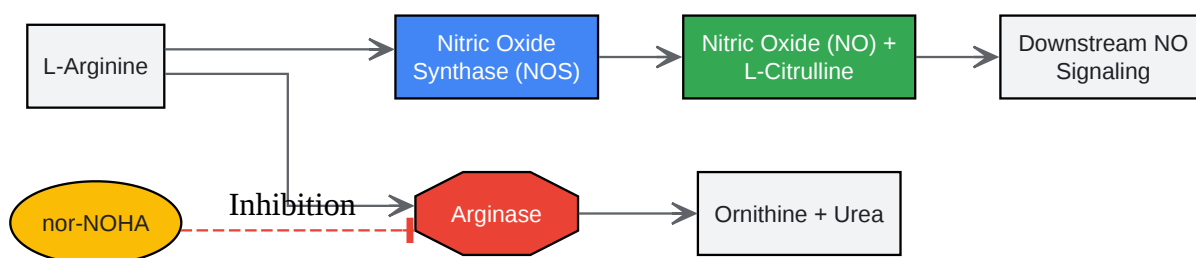 L-Arginine
Nitric Oxide
Synthase (NOS)
Nitric Oxide (NO) +
L-Citrulline
Downstream NO
Signaling
nor-NOHA
Inhibition
Arginase
Ornithine + Urea